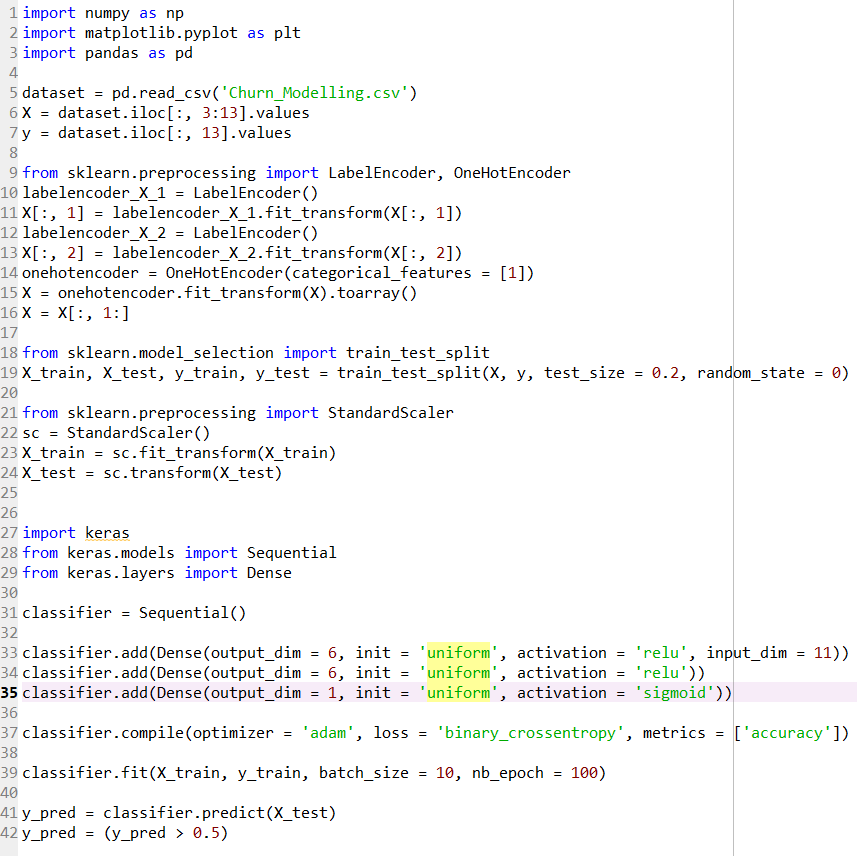 1 import numpy as np
2 import matplotlib.pyplot as plt
3 import pandas as pd
4
5 dataset = pd.read_csv('Churn_Modelling.csv')
6 X = dataset.iloc[:, 3:13].values
7 y = dataset.iloc[:, 13].values
8
9 from sklearn.preprocessing import LabelEncoder, OneHotEncoder
10 labelencoder_X_1 = LabelEncoder()
11 X[:, 1] = labelencoder_X_1.fit_transform(X[:, 1])
12 labelencoder_X_2 = LabelEncoder()
13 X[:, 2] = labelencoder_X_2.fit_transform(X[:, 2])
14 onehotencoder = OneHotEncoder(categorical_features = [1])
15 X = onehotencoder.fit_transform(X).toarray()
16 X = X[:, 1:]
17
18 from sklearn.model_selection import train_test_split
19 X_train, X_test, y_train, y_test = train_test_split(X, y, test_size = 0.2, random_state = 0)
20
21 from sklearn.preprocessing import StandardScaler
22 sc = StandardScaler()
23 X_train = sc.fit_transform(X_train)
24 X_test = sc.transform(X_test)
25
26
27 import keras
28 from keras.models import Sequential
29 from keras.layers import Dense
30
31 classifier = Sequential()
32
33 classifier.add(Dense(output_dim = 6, init = 'uniform', activation = 'relu', input_dim = 11))
34 classifier.add(Dense(output_dim = 6, init = 'uniform', activation = 'relu'))
35 classifier.add(Dense(output_dim = 1, init = 'uniform', activation = 'sigmoid'))
36
37 classifier.compile(optimizer = 'adam', loss = 'binary_crossentropy', metrics = ['accuracy'])
38
39 classifier.fit(X_train, y_train, batch_size = 10, nb_epoch = 100)
40
41 y_pred = classifier.predict(X_test)
42 y_pred = (y_pred > 0.5)